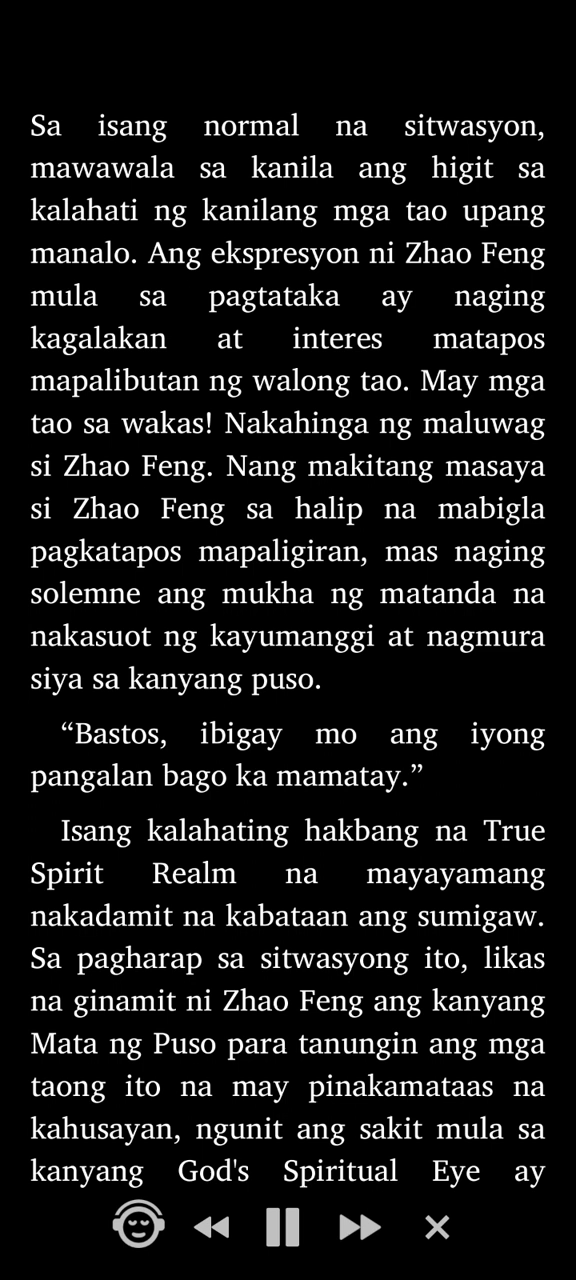 Sa isang normal na sitwasyon,
mawawala sa kanila ang higit sa
kalahati ng kanilang mga tao upang
manalo. Ang ekspresyon ni Zhao Feng
mula sa pagtataka ay naging
kagalakan at interes matapos
mapalibutan ng walong tao. May mga
tao sa wakas! Nakahinga ng maluwag
si Zhao Feng. Nang makitang masaya
si Zhao Feng sa halip na mabigla
pagkatapos mapaligiran, mas naging
solemne ang mukha ng matanda na
nakasuot ng kayumanggi at nagmura
siya sa kanyang puso.
“Bastos, ibigay mo ang iyong
pangalan bago ka mamatay.”
Isang kalahating hakbang na True
Spirit Realm na mayayamang
nakadamit na kabataan ang sumigaw.
Sa pagharap sa sitwasyong ito, likas
na ginamit ni Zhao Feng ang kanyang
Mata ng Puso para tanungin ang mga
taong ito na may pinakamataas na
kahusayan, ngunit ang sakit mula sa
kanyang God's Spiritual Eye ay